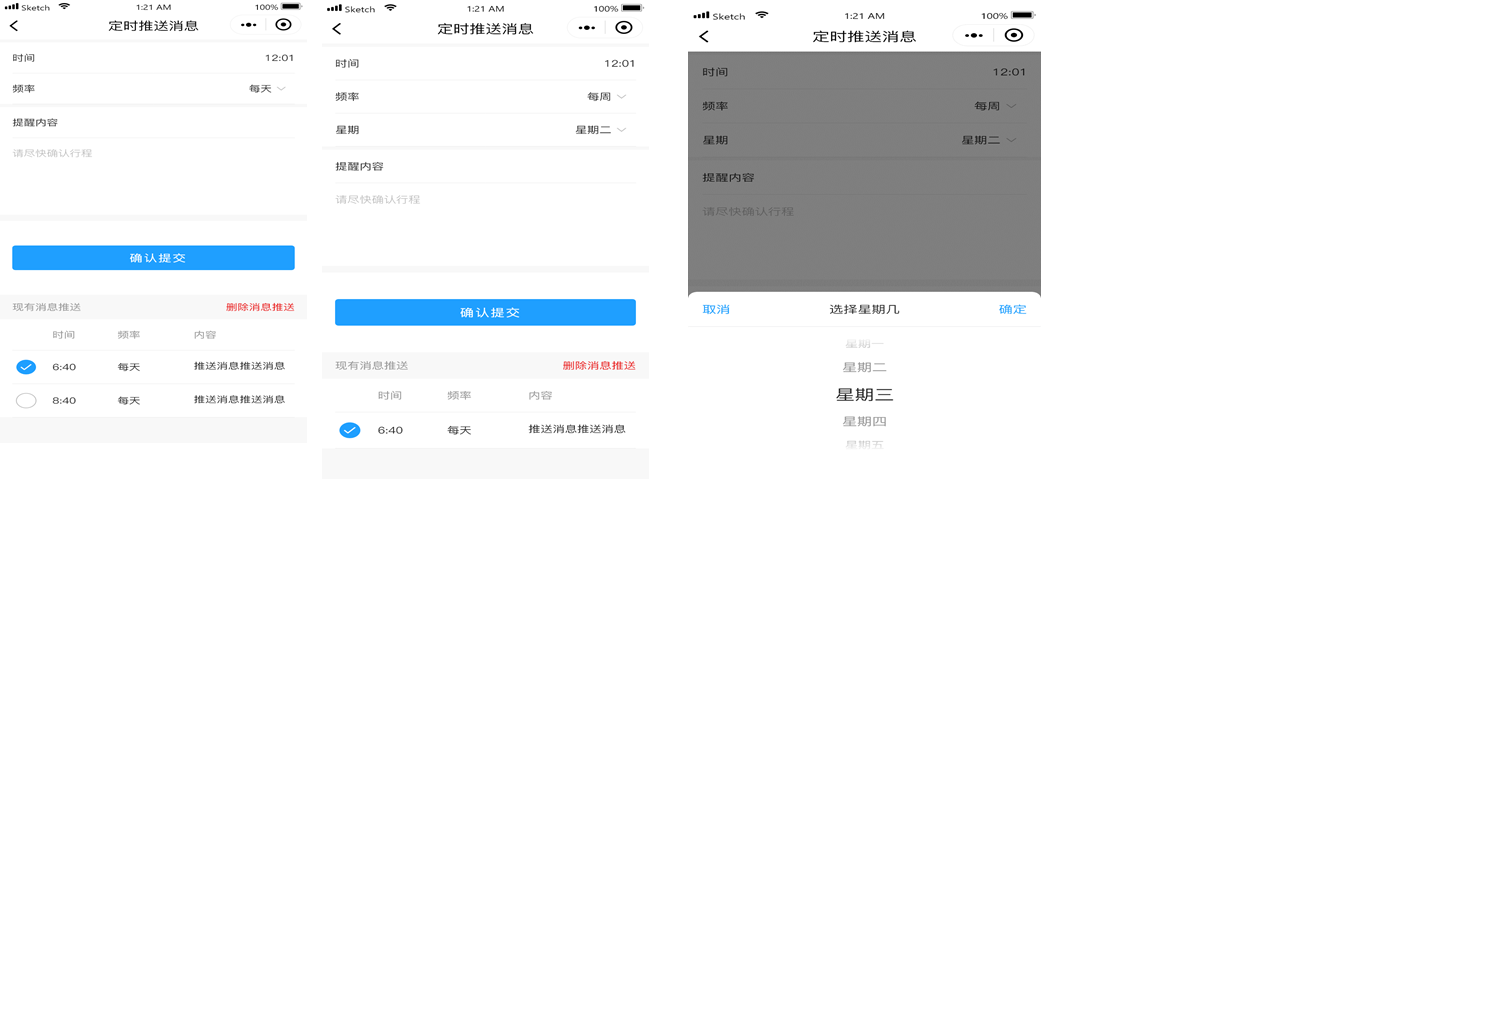 Sketch 1:21 AM 100%
定时推送消息
时间 12:01
频率 每天
提醒内容
请尽快确认行程
确认提交
现有消息推送 删除消息推送
时间 频率 内容
6:40 每天 推送消息推送消息
8:40 每天 推送消息推送消息
Sketch 1:21 AM 100%
定时推送消息
时间 12:01
频率 每周
星期 星期二
提醒内容
请尽快确认行程
确认提交
现有消息推送 删除消息推送
时间 频率 内容
6:40 每天 推送消息推送消息
Sketch 1:21 AM 100%
定时推送消息
时间 12:01
频率 每周
星期 星期二
提醒内容
请尽快确认行程
取消 选择星期几 确定
星期一
星期二
星期三
星期四
星期五